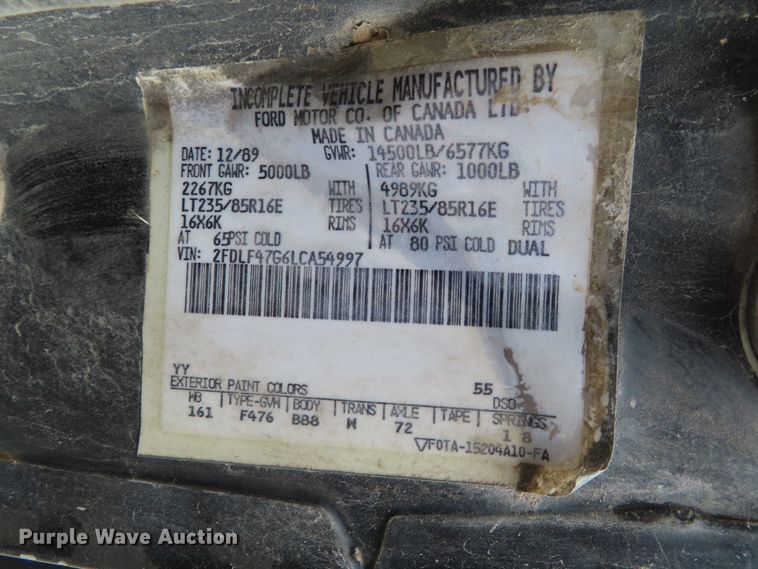 INCOMPLETE VEHICLE MANUFACTURED BY
FORD MOTOR CO. OF CANADA LTD.
MADE IN CANADA
DATE: 12/89 GVWR: 14500LB/6577KG
FRONT GAWR: 5000LB REAR GAWR: 1000LB
2267KG WITH 4989KG WITH
LT235/85R16E TIRES LT235/85R16E TIRES
16X6K RIMS 16X6K RIMS
AT 65PSI COLD AT 80 PSI COLD DUAL
VIN: 2FDLF47G6LCA54997
YY 55
EXTERIOR PAINT COLORS DSO
WB TYPE-GVW BODY TRANS AXLE TAPE SPRINGS
161 F476 BB8 W 72 1 8
▽F0TA-15204A10-FA
Purple Wave Auction